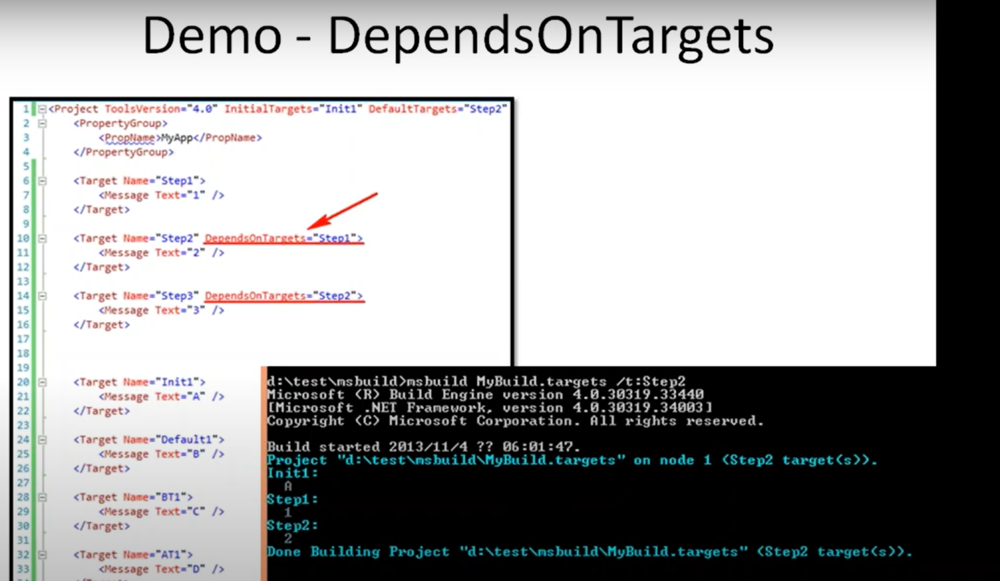 Demo - DependsOnTargets
1 <Project ToolsVersion="4.0" InitialTargets="Init1" DefaultTargets="Step2"
2 <PropertyGroup>
3 <PropName>MyApp</PropName>
4 </PropertyGroup>
5
6 <Target Name="Step1">
7 <Message Text="1" />
8 </Target>
9
10 <Target Name="Step2" DependsOnTargets="Step1">
11 <Message Text="2" />
12 </Target>
13
14 <Target Name="Step3" DependsOnTargets="Step2">
15 <Message Text="3" />
16 </Target>
17
18
19
20 <Target Name="Init1">
21 <Message Text="A" />
22 </Target>
23
24 <Target Name="Default1">
25 <Message Text="B" />
26 </Target>
27
28 <Target Name="BT1">
29 <Message Text="C" />
30 </Target>
31
32 <Target Name="AT1">
33 <Message Text="D" />
d:\test\msbuild>msbuild MyBuild.targets /t:Step2
Microsoft (R) Build Engine version 4.0.30319.33440
[Microsoft .NET Framework, version 4.0.30319.34003]
Copyright (C) Microsoft Corporation. All rights reserved.
Build started 2013/11/4 ?? 06:01:47.
Project "d:\test\msbuild\MyBuild.targets" on node 1 (Step2 target(s)).
Init1:
A
Step1:
1
Step2:
2
Done Building Project "d:\test\msbuild\MyBuild.targets" (Step2 target(s)).